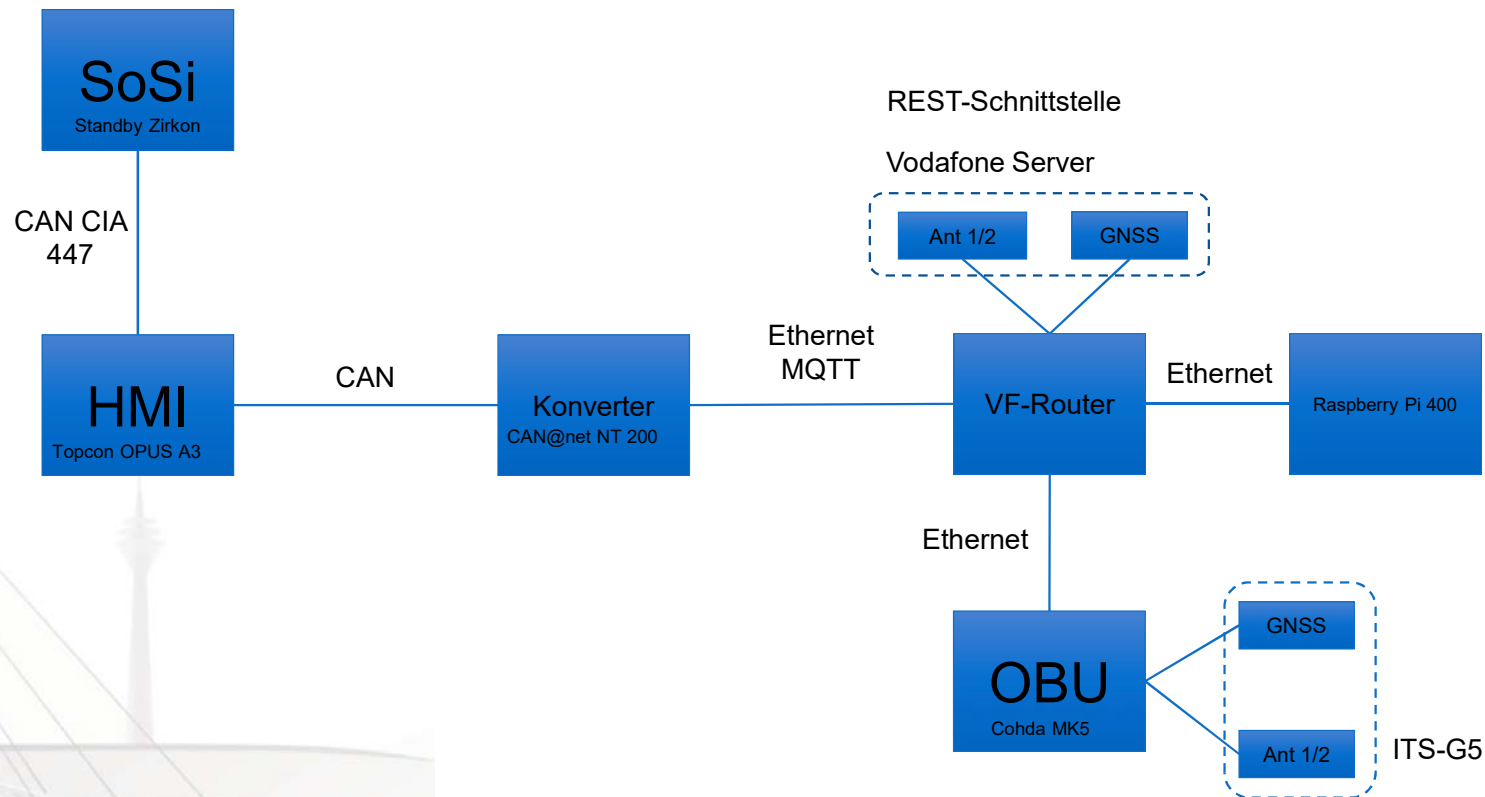 SoSi
Standby Zirkon
REST-Schnittstelle
Vodafone Server
Ant 1/2
GNSS
CAN CIA
447
HMI
Topcon OPUS A3
CAN
Konverter
CAN@net NT 200
Ethernet
MQTT
VF-Router
Ethernet
Raspberry Pi 400
Ethernet
OBU
Cohda MK5
GNSS
Ant 1/2
ITS-G5